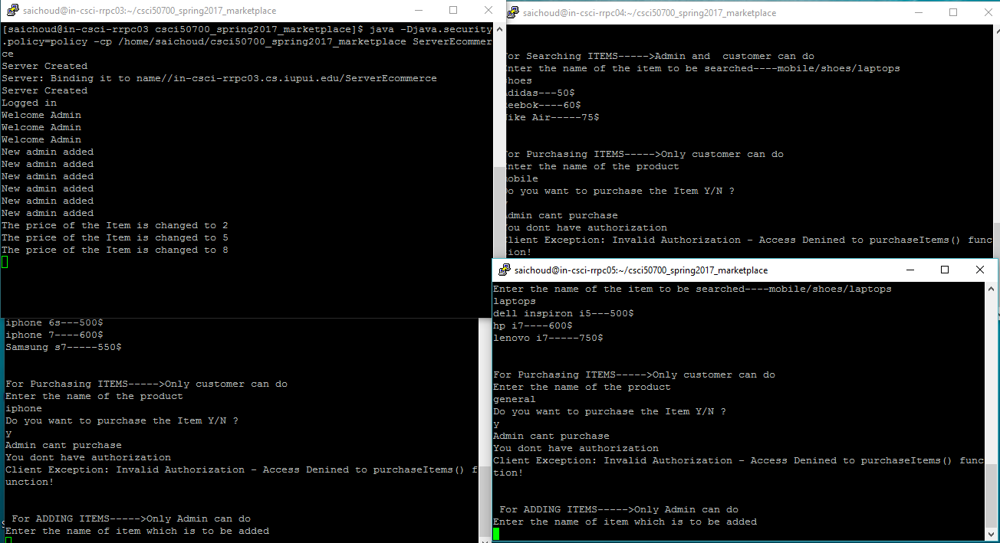 saichoud@in-csci-rrpc03:~/csci50700_spring2017_marketplace
[saichoud@in-csci-rrpc03 csci50700_spring2017_marketplace]$ java -Djava.security
.policy=policy -cp /home/saichoud/csci50700_spring2017_marketplace ServerEcommer
ce
Server Created
Server: Binding it to name//in-csci-rrpc03.cs.iupui.edu/ServerEcommerce
Server Created
Logged in
Welcome Admin
Welcome Admin
Welcome Admin
New admin added
New admin added
New admin added
New admin added
New admin added
New admin added
The price of the Item is changed to 2
The price of the Item is changed to 5
The price of the Item is changed to 8
saichoud@in-csci-rrpc04:~/csci50700_spring2017_marketplace
or Searching ITEMS----->Admin and  customer can do
nter the name of the item to be searched----mobile/shoes/laptops
hoes
didas---50$
eebok----60$
ike Air-----75$
or Purchasing ITEMS----->Only customer can do
nter the name of the product
obile
o you want to purchase the Item Y/N ?
dmin cant purchase
ou dont have authorization
lient Exception: Invalid Authorization - Access Denined to purchaseItems() func
ion!
iphone 6s---500$
iphone 7----600$
Samsung s7-----550$
For Purchasing ITEMS----->Only customer can do
Enter the name of the product
iphone
Do you want to purchase the Item Y/N ?
y
Admin cant purchase
You dont have authorization
Client Exception: Invalid Authorization - Access Denined to purchaseItems() f
unction!
For ADDING ITEMS----->Only Admin can do
Enter the name of item which is to be added
saichoud@in-csci-rrpc05:~/csci50700_spring2017_marketplace
Enter the name of the item to be searched----mobile/shoes/laptops
laptops
dell inspiron i5---500$
hp i7----600$
lenovo i7-----750$
For Purchasing ITEMS----->Only customer can do
Enter the name of the product
general
Do you want to purchase the Item Y/N ?
y
Admin cant purchase
You dont have authorization
Client Exception: Invalid Authorization - Access Denined to purchaseItems() func
tion!
For ADDING ITEMS----->Only Admin can do
Enter the name of item which is to be added